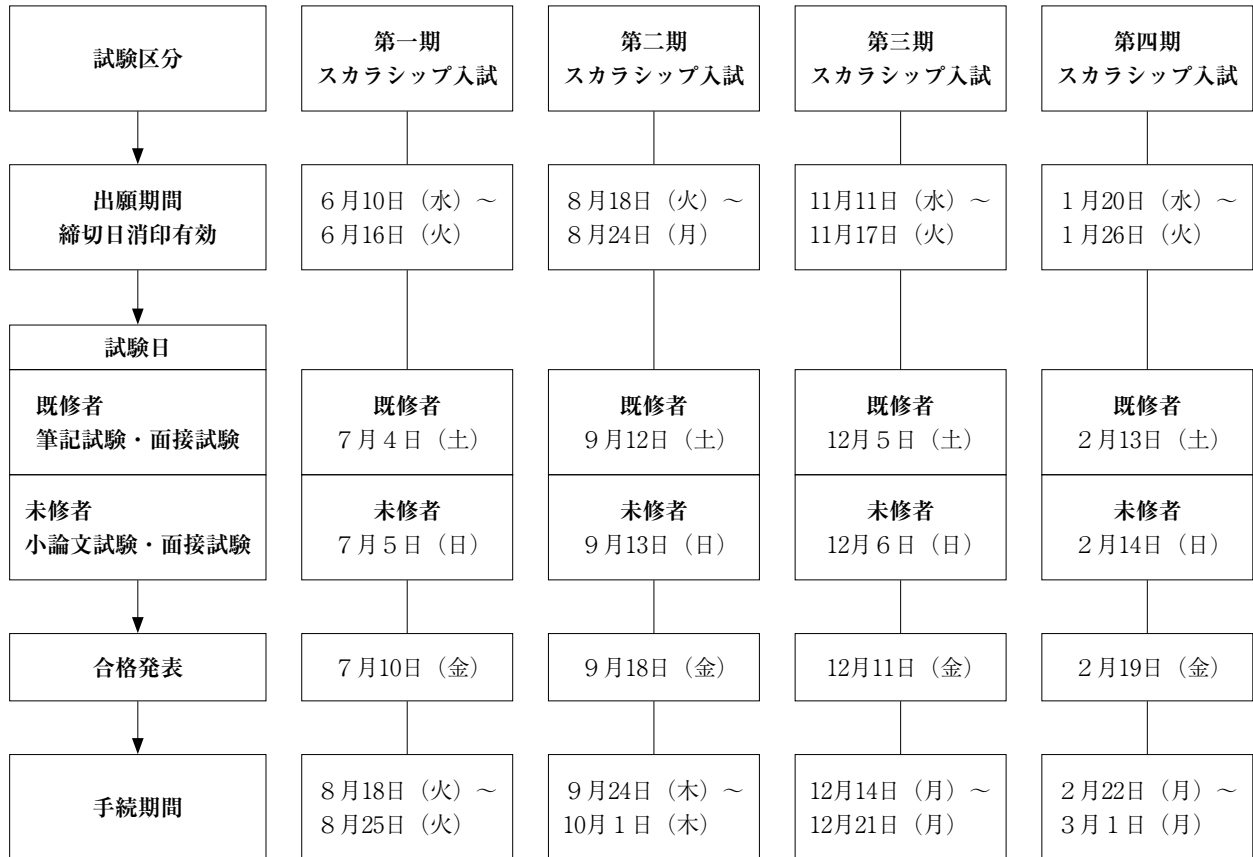 試験区分
第一期
スカラシップ入試
第二期
スカラシップ入試
第三期
スカラシップ入試
第四期
スカラシップ入試
出願期間
締切日消印有効
6月10日（水）～
6月16日（火）
8月18日（火）～
8月24日（月）
11月11日（水）～
11月17日（火）
1月20日（水）～
1月26日（火）
試験日
既修者
筆記試験・面接試験
既修者
7月4日（土）
既修者
9月12日（土）
既修者
12月5日（土）
既修者
2月13日（土）
未修者
小論文試験・面接試験
未修者
7月5日（日）
未修者
9月13日（日）
未修者
12月6日（日）
未修者
2月14日（日）
合格発表
7月10日（金）
9月18日（金）
12月11日（金）
2月19日（金）
手続期間
8月18日（火）～
8月25日（火）
9月24日（木）～
10月1日（木）
12月14日（月）～
12月21日（月）
2月22日（月）～
3月1日（月）